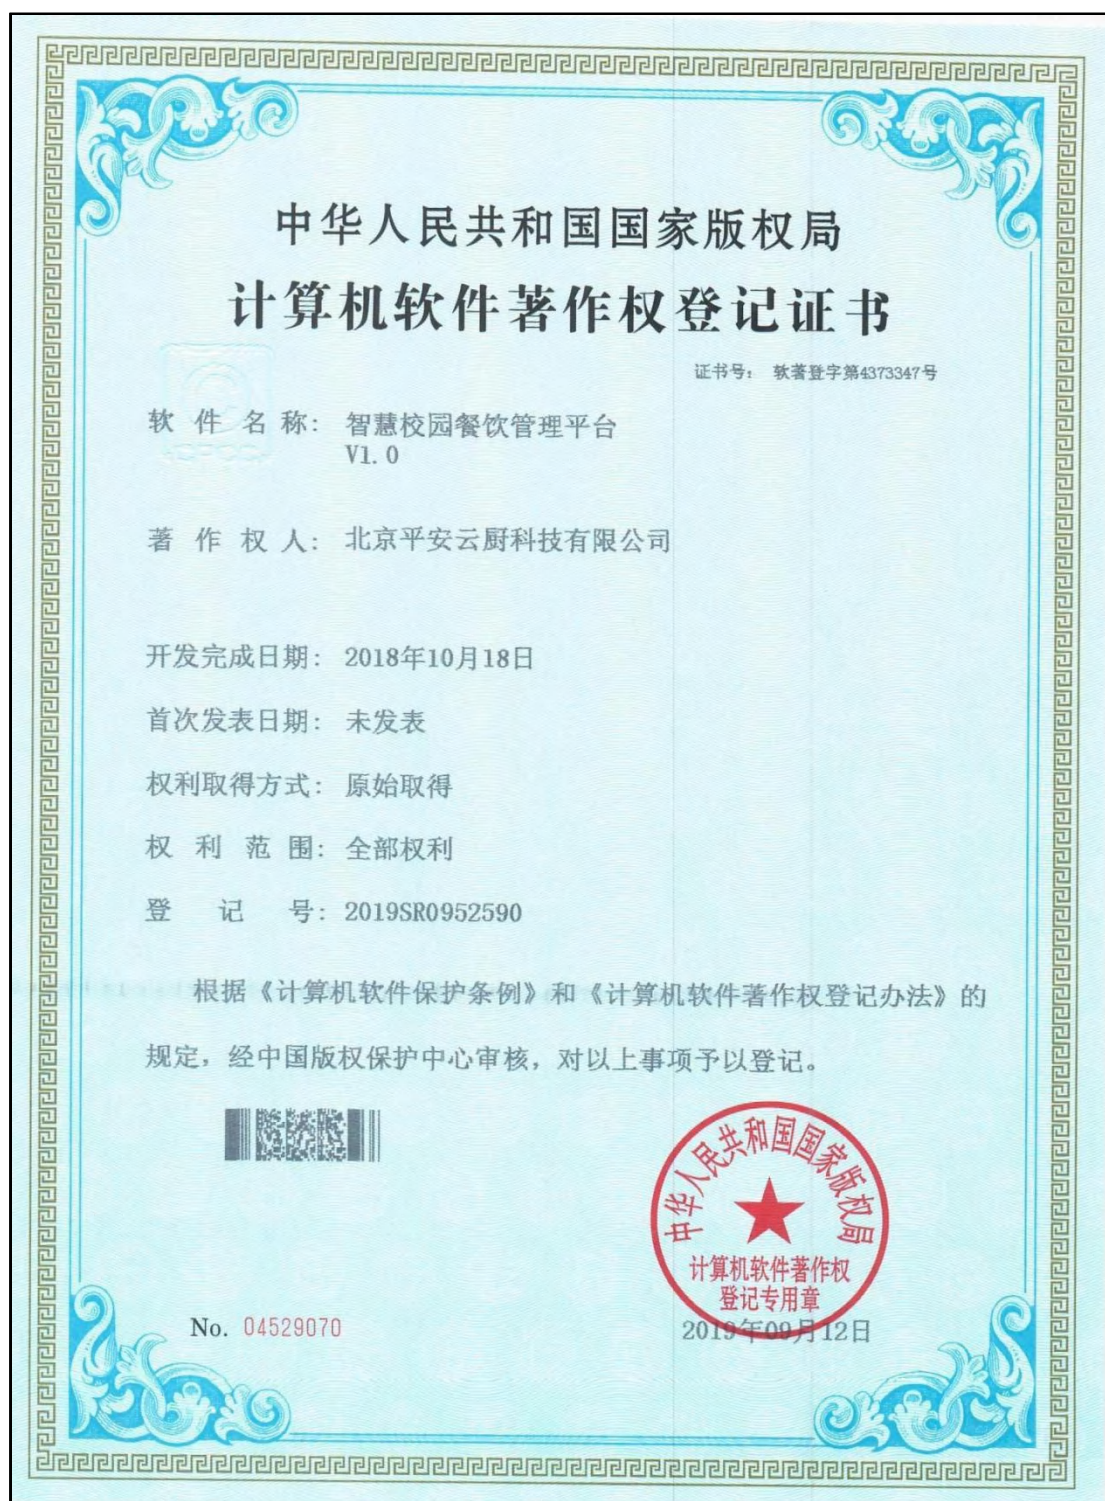 中华人民共和国国家版权局
计算机软件著作权登记证书
证书号： 软著登字第4373347号
软件名称： 智慧校园餐饮管理平台
V1.0
著作权人： 北京平安云厨科技有限公司
开发完成日期： 2018年10月18日
首次发表日期： 未发表
权利取得方式： 原始取得
权利范围： 全部权利
登记号： 2019SR0952590
根据《计算机软件保护条例》和《计算机软件著作权登记办法》的
规定，经中国版权保护中心审核，对以上事项予以登记。
中华人民共和国国家版权局
计算机软件著作权
登记专用章
No. 04529070
2019年09月12日